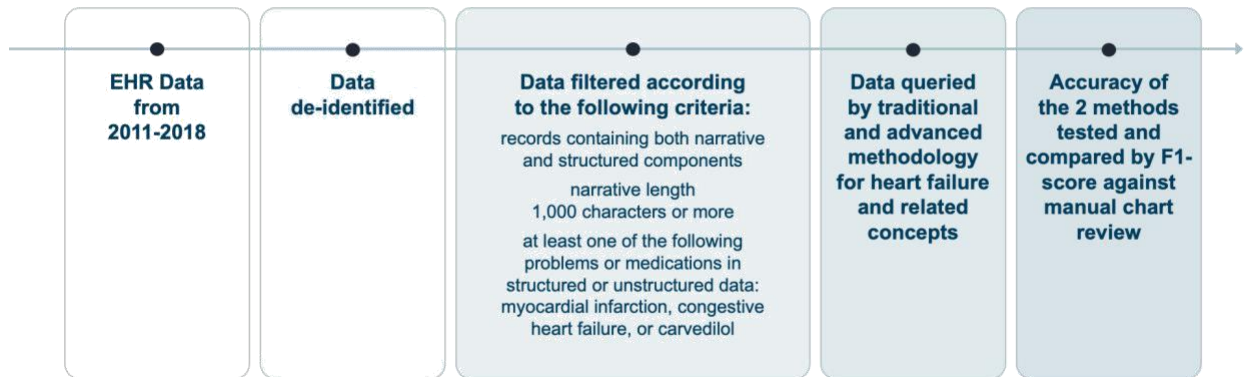 EHR Data
from
2011-2018
Data
de-identified
Data filtered according
to the following criteria:
records containing both narrative
and structured components
narrative length
1,000 characters or more
at least one of the following
problems or medications in
structured or unstructured data:
myocardial infarction, congestive
heart failure, or carvedilol
Data queried
by traditional
and advanced
methodology
for heart failure
and related
concepts
Accuracy of
the 2 methods
tested and
compared by F1-
score against
manual chart
review